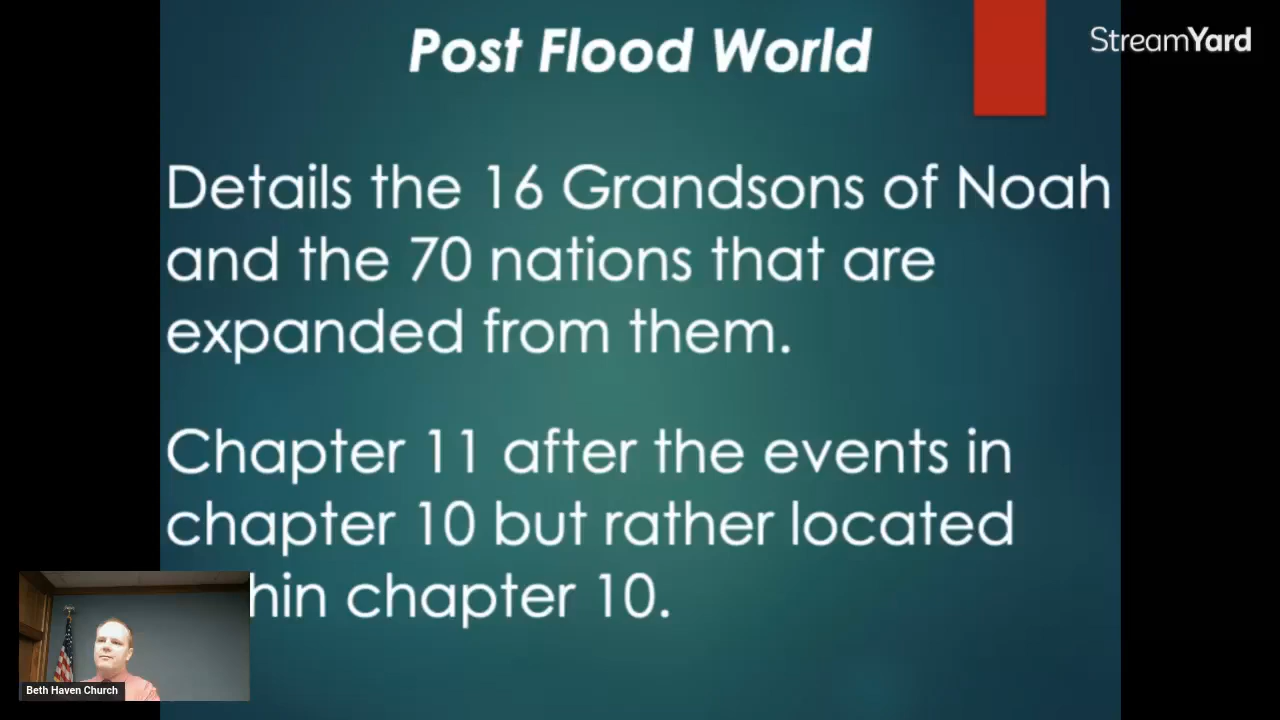 Post Flood World
StreamYard
Details the 16 Grandsons of Noah
and the 70 nations that are
expanded from them.
Chapter 11 after the events in
chapter 10 but rather located
hin chapter 10.
Beth Haven Church